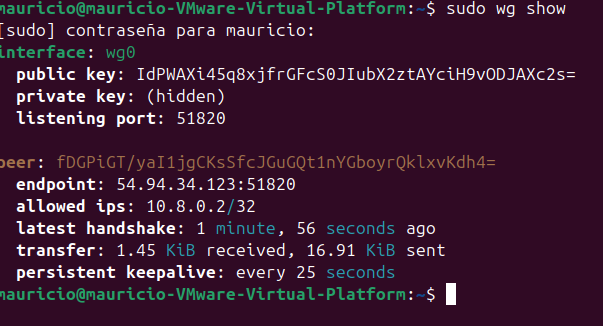 mauricio@mauricio-VMware-Virtual-Platform:~$ sudo wg show
[sudo] contraseña para mauricio:
interface: wg0
  public key: IdPWAXi45q8xjfrGFcS0JIubX2ztAYciH9vODJAXc2s=
  private key: (hidden)
  listening port: 51820

peer: fDGPiGT/yaI1jgCKsSfcJGuGQt1nYGboyrQklxvKdh4=
  endpoint: 54.94.34.123:51820
  allowed ips: 10.8.0.2/32
  latest handshake: 1 minute, 56 seconds ago
  transfer: 1.45 KiB received, 16.91 KiB sent
  persistent keepalive: every 25 seconds
mauricio@mauricio-VMware-Virtual-Platform:~$